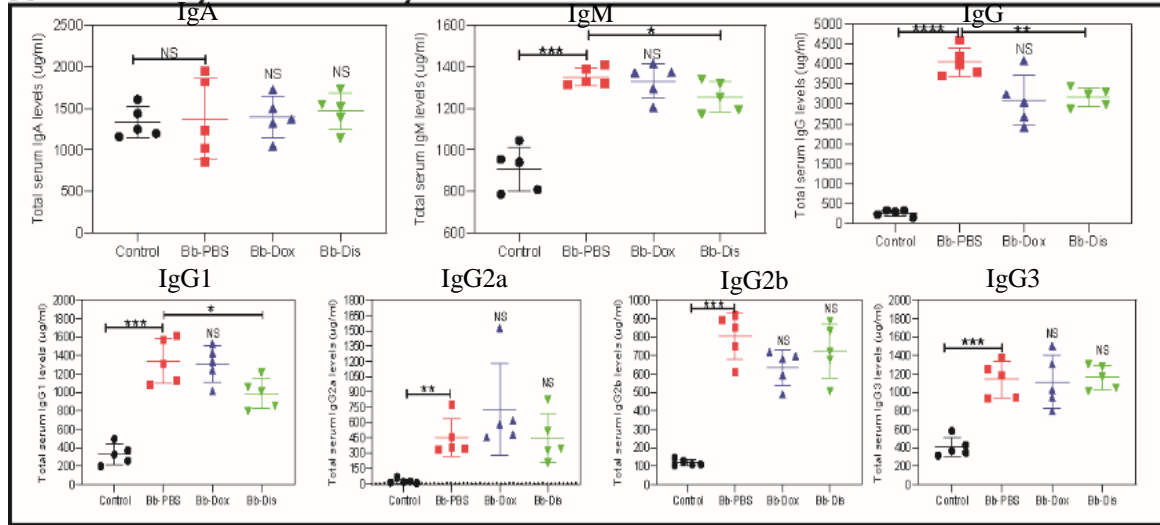 IgA
Total serum IgA levels (ug/ml)
2500
2000
1500
1000
500
0
NS
NS
NS
Control
Bb-PBS
Bb-Dox
Bb-Dis
IgM
Total serum IgM levels (ug/ml)
1600
1400
1200
1000
800
600
***
*
NS
Control
Bb-PBS
Bb-Dox
Bb-Dis
IgG
Total serum IgG levels (ug/ml)
5000
4500
4000
3500
3000
2500
2000
1500
1000
500
0
****
**
NS
Control
Bb-PBS
Bb-Dox
Bb-Dis
IgG1
Total serum IgG1 levels (ug/ml)
2000
1800
1600
1400
1200
1000
800
600
400
200
0
***
*
NS
Control
Bb-PBS
Bb-Dox
Bb-Dis
IgG2a
Total serum IgG2a levels (ug/ml)
1800
1650
1500
1350
1200
1050
900
750
600
450
300
150
0
**
NS
NS
Control
Bb-PBS
Bb-Dox
Bb-Dis
IgG2b
Total serum IgG2b levels (ug/ml)
1000
900
800
700
600
500
400
300
200
100
0
***
NS
NS
Control
Bb-PBS
Bb-Dox
Bb-Dis
IgG3
Total serum IgG3 levels (ug/ml)
2000
1800
1600
1400
1200
1000
800
600
400
200
0
***
NS
NS
Control
Bb-PBS
Bb-Dox
Bb-Dis